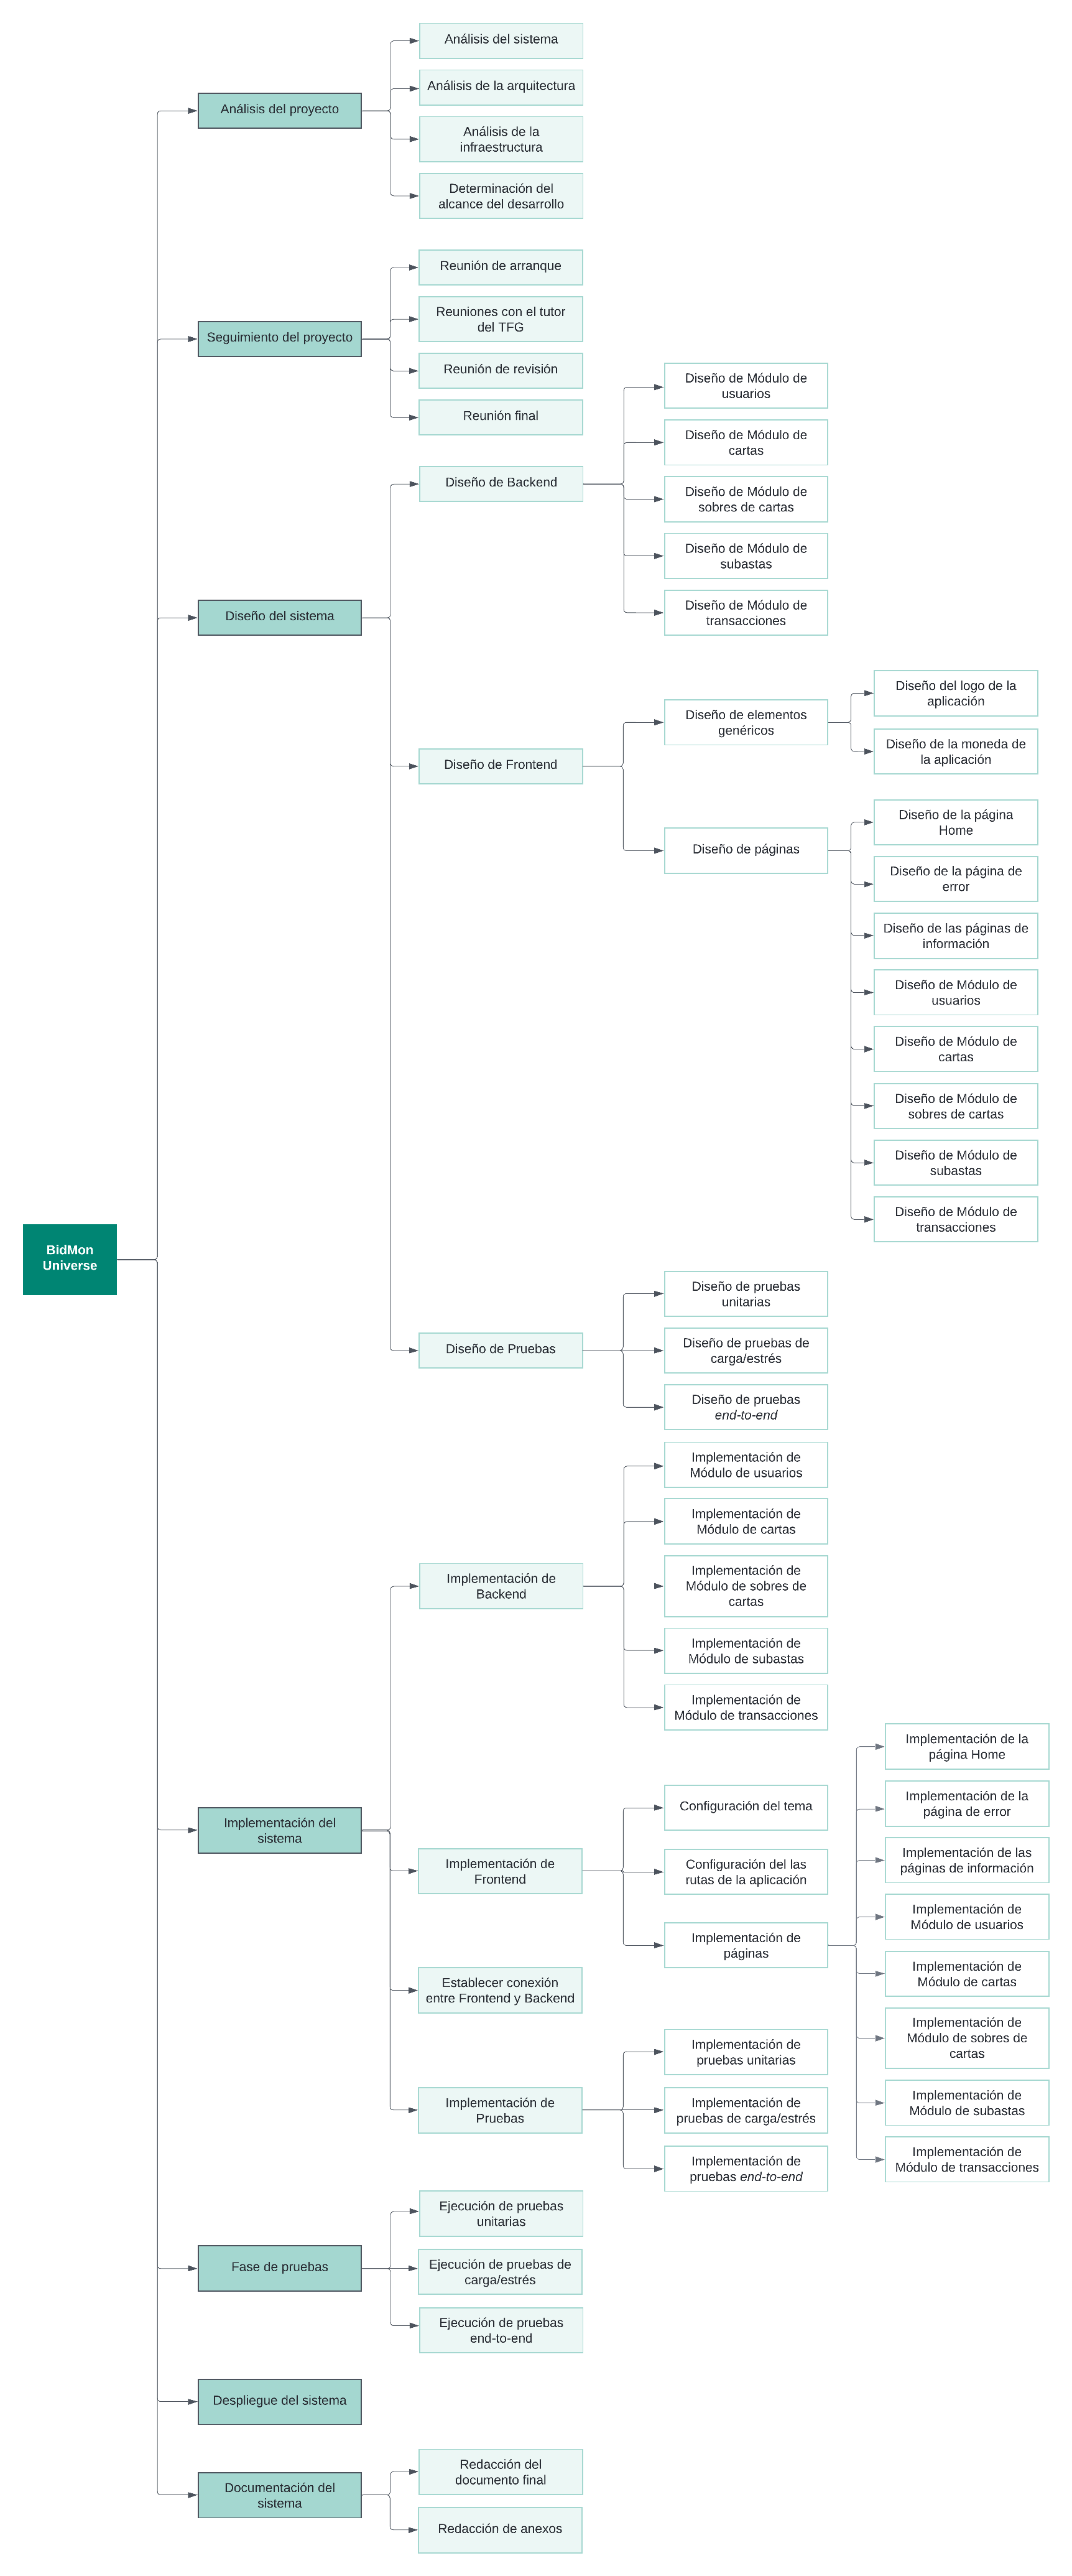 Análisis del sistema
Análisis de la arquitectura
Análisis del proyecto
Análisis de la
infraestructura
Determinación del
alcance del desarrollo
Reunión de arranque
Reuniones con el tutor
del TFG
Seguimiento del proyecto
Reunión de revisión
Reunión final
Diseño de Módulo de
usuarios
Diseño de Módulo de
cartas
Diseño de Backend
Diseño de Módulo de
sobres de cartas
Diseño de Módulo de
subastas
Diseño de Módulo de
transacciones
Diseño del sistema
Diseño del logo de la
aplicación
Diseño de elementos
genéricos
Diseño de la moneda de
la aplicación
Diseño de Frontend
Diseño de la página
Home
Diseño de páginas
Diseño de la página de
error
Diseño de las páginas de
información
Diseño de Módulo de
usuarios
Diseño de Módulo de
cartas
Diseño de Módulo de
sobres de cartas
Diseño de Módulo de
subastas
Diseño de Módulo de
transacciones
BidMon
Universe
Diseño de pruebas
unitarias
Diseño de Pruebas
Diseño de pruebas de
carga/estrés
Diseño de pruebas
end-to-end
Implementación de
Módulo de usuarios
Implementación de
Módulo de cartas
Implementación de
Backend
Implementación de
Módulo de sobres de
cartas
Implementación de
Módulo de subastas
Implementación de
Módulo de transacciones
Implementación de la
página Home
Configuración del tema
Implementación de la
página de error
Implementación del
sistema
Implementación de
Frontend
Configuración del las
rutas de la aplicación
Implementación de las
páginas de información
Implementación de
páginas
Implementación de
Módulo de usuarios
Implementación de
Módulo de cartas
Establecer conexión
entre Frontend y Backend
Implementación de
Módulo de sobres de
cartas
Implementación de
pruebas unitarias
Implementación de
Pruebas
Implementación de
pruebas de carga/estrés
Implementación de
Módulo de subastas
Implementación de
pruebas end-to-end
Implementación de
Módulo de transacciones
Ejecución de pruebas
unitarias
Fase de pruebas
Ejecución de pruebas de
carga/estrés
Ejecución de pruebas
end-to-end
Despliegue del sistema
Redacción del
documento final
Documentación del
sistema
Redacción de anexos